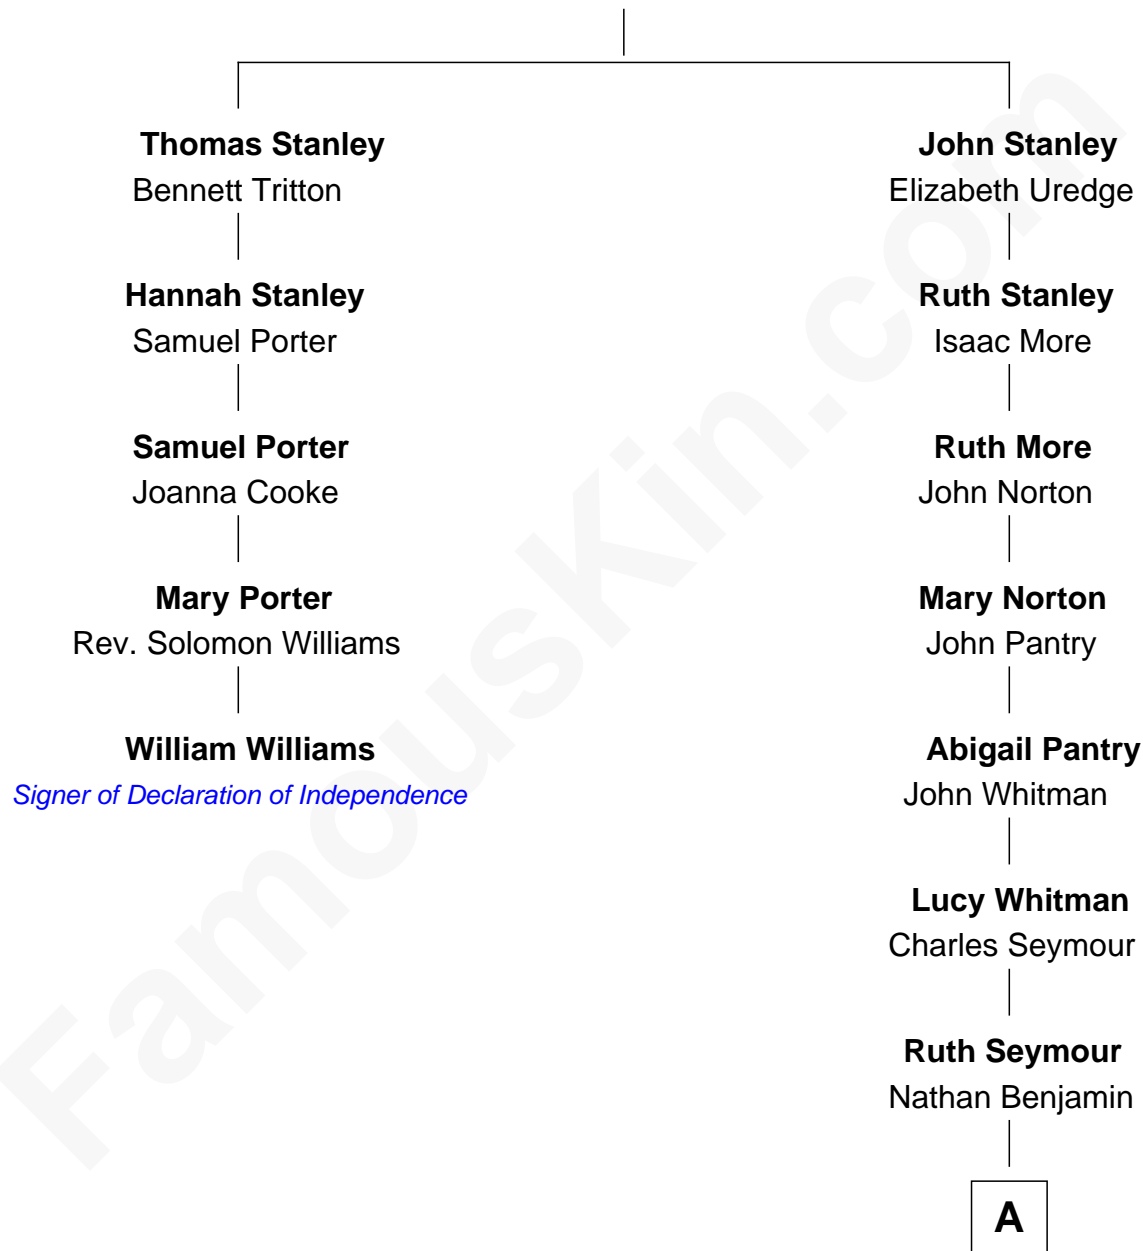 Thomas Stanley
Bennett Tritton
Hannah Stanley
Samuel Porter
Samuel Porter
Joanna Cooke
Mary Porter
Rev. Solomon Williams
William Williams
Signer of Declaration of Independence
John Stanley
Elizabeth Uredge
Ruth Stanley
Isaac More
Ruth More
John Norton
Mary Norton
John Pantry
Abigail Pantry
John Whitman
Lucy Whitman
Charles Seymour
Ruth Seymour
Nathan Benjamin
A
FamousKin.com